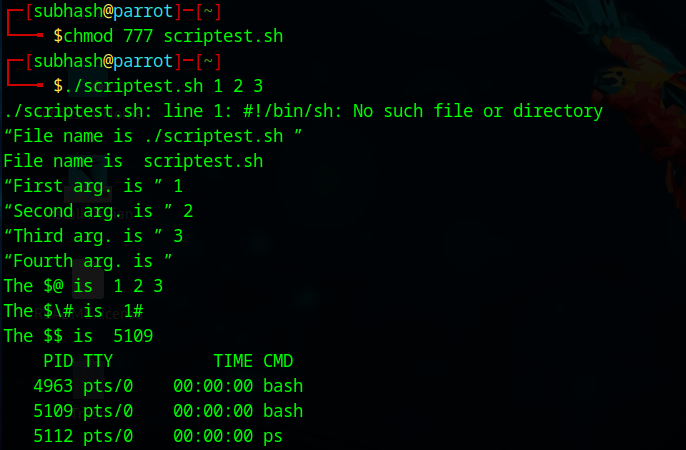 ┌─[subhash@parrot]─[~]
└──╼ $chmod 777 scriptest.sh
┌─[subhash@parrot]─[~]
└──╼ $./scriptest.sh 1 2 3
./scriptest.sh: line 1: #!/bin/sh: No such file or directory
“File name is ./scriptest.sh ”
File name is  scriptest.sh
“First arg. is ” 1
“Second arg. is ” 2
“Third arg. is ” 3
“Fourth arg. is ”
The $@ is  1 2 3
The $\# is  1#
The $$ is  5109
    PID TTY          TIME CMD
   4963 pts/0    00:00:00 bash
   5109 pts/0    00:00:00 bash
   5112 pts/0    00:00:00 ps